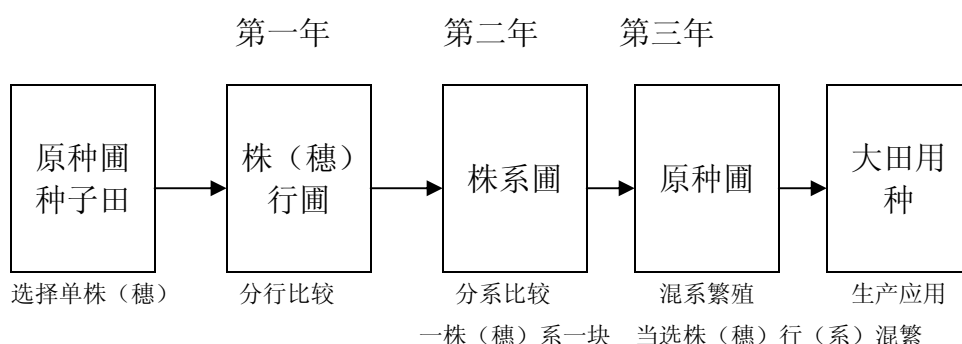 第一年 第二年 第三年
原种圃
种子田
株（穗）
行圃
株系圃
原种圃
大田用
种
选择单株（穗） 分行比较 分系比较 混系繁殖 生产应用
一株（穗）系一块 当选株（穗）行（系）混繁